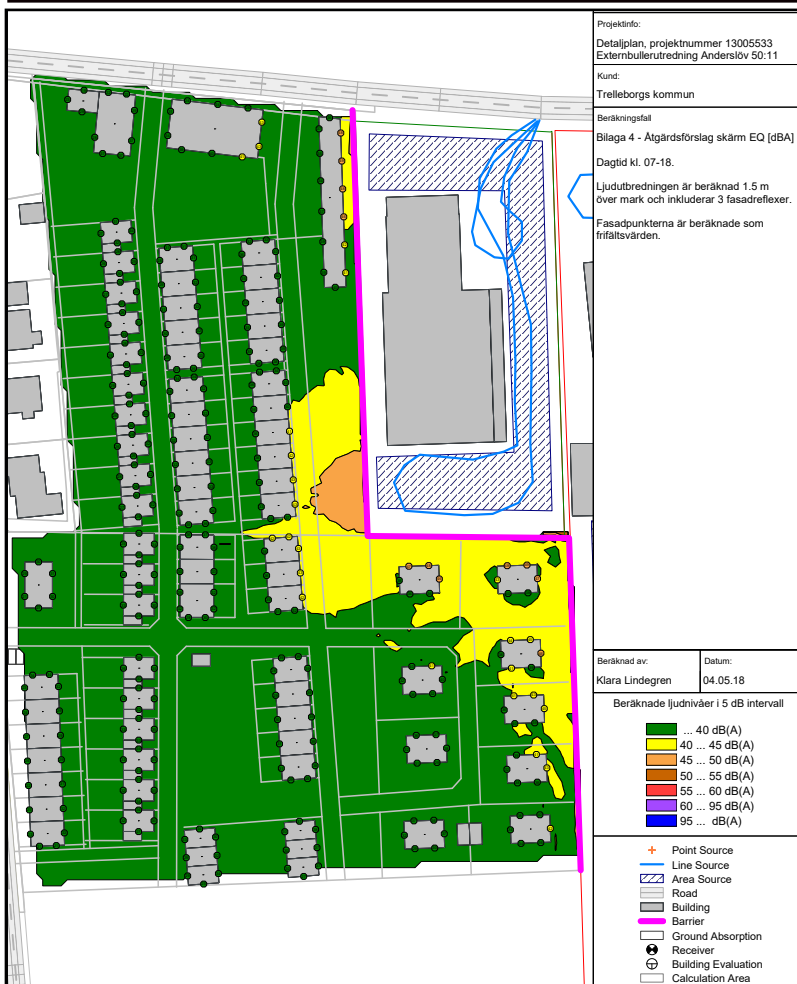 Projektinfo:
Detaljplan, projektnummer 13005533
Externbullerutredning Anderslöv 50:11
Kund:
Trelleborgs kommun
Beräkningsfall
Bilaga 4 - Åtgärdsförslag skärm EQ [dBA]
Dagtid kl. 07-18.
Ljudutbredningen är beräknad 1.5 m
över mark och inkluderar 3 fasadreflexer.
Fasadpunkterna är beräknade som
frifältsvärden.
Beräknad av:
Klara Lindegren
Datum:
04.05.18
Beräknade ljudnivåer i 5 dB intervall
... 40 dB(A)
40 ... 45 dB(A)
45 ... 50 dB(A)
50 ... 55 dB(A)
55 ... 60 dB(A)
60 ... 95 dB(A)
95 ... dB(A)
Point Source
Line Source
Area Source
Road
Building
Barrier
Ground Absorption
Receiver
Building Evaluation
Calculation Area